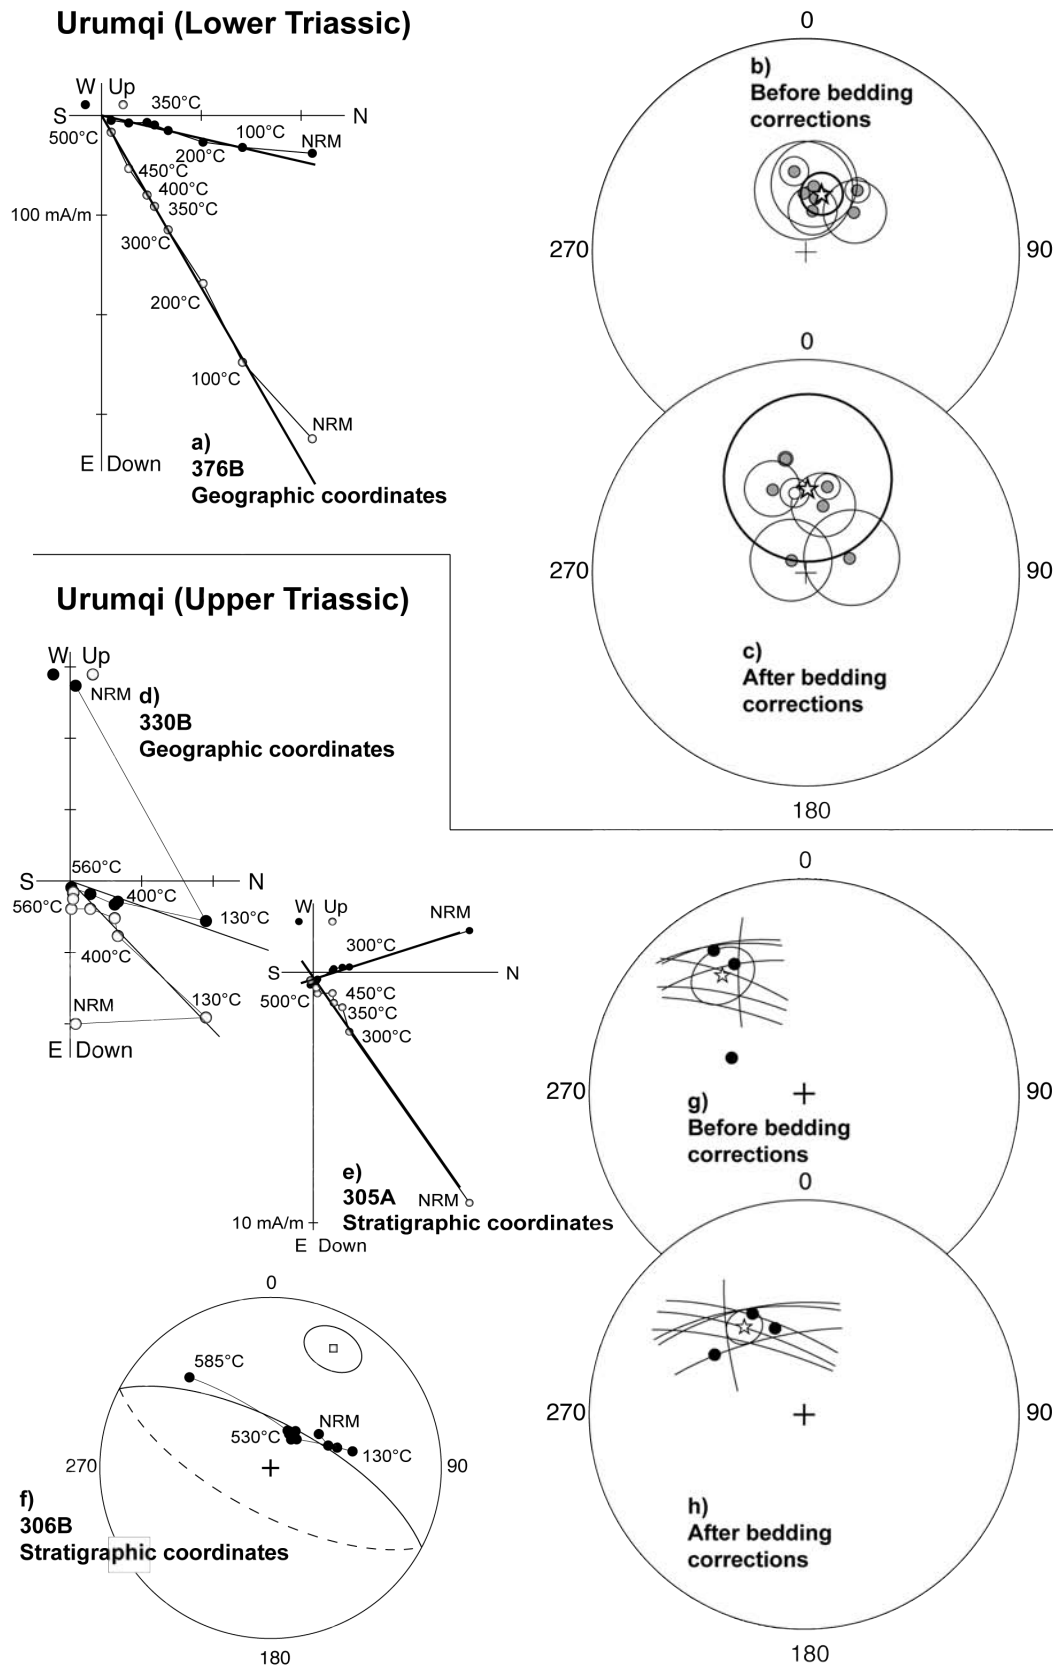 Urumqi (Lower Triassic)
W Up
S
N
350°C
500°C
100°C
NRM
200°C
450°C
400°C
350°C
100 mA/m
300°C
200°C
100°C
NRM
a)
376B
Geographic coordinates
E Down
0
b)
Before bedding
corrections
270
90
0
270
90
c)
After bedding
corrections
180
Urumqi (Upper Triassic)
W Up
NRM
d)
330B
Geographic coordinates
560°C
S
N
400°C
560°C
130°C
400°C
NRM
130°C
E Down
W Up
NRM
300°C
S
N
500°C
450°C
350°C
300°C
e)
305A
Stratigraphic coordinates
NRM
10 mA/m
E Down
0
585°C
NRM
530°C
130°C
270
90
f)
306B
Stratigraphic coordinates
180
0
270
90
g)
Before bedding
corrections
0
270
90
h)
After bedding
corrections
180